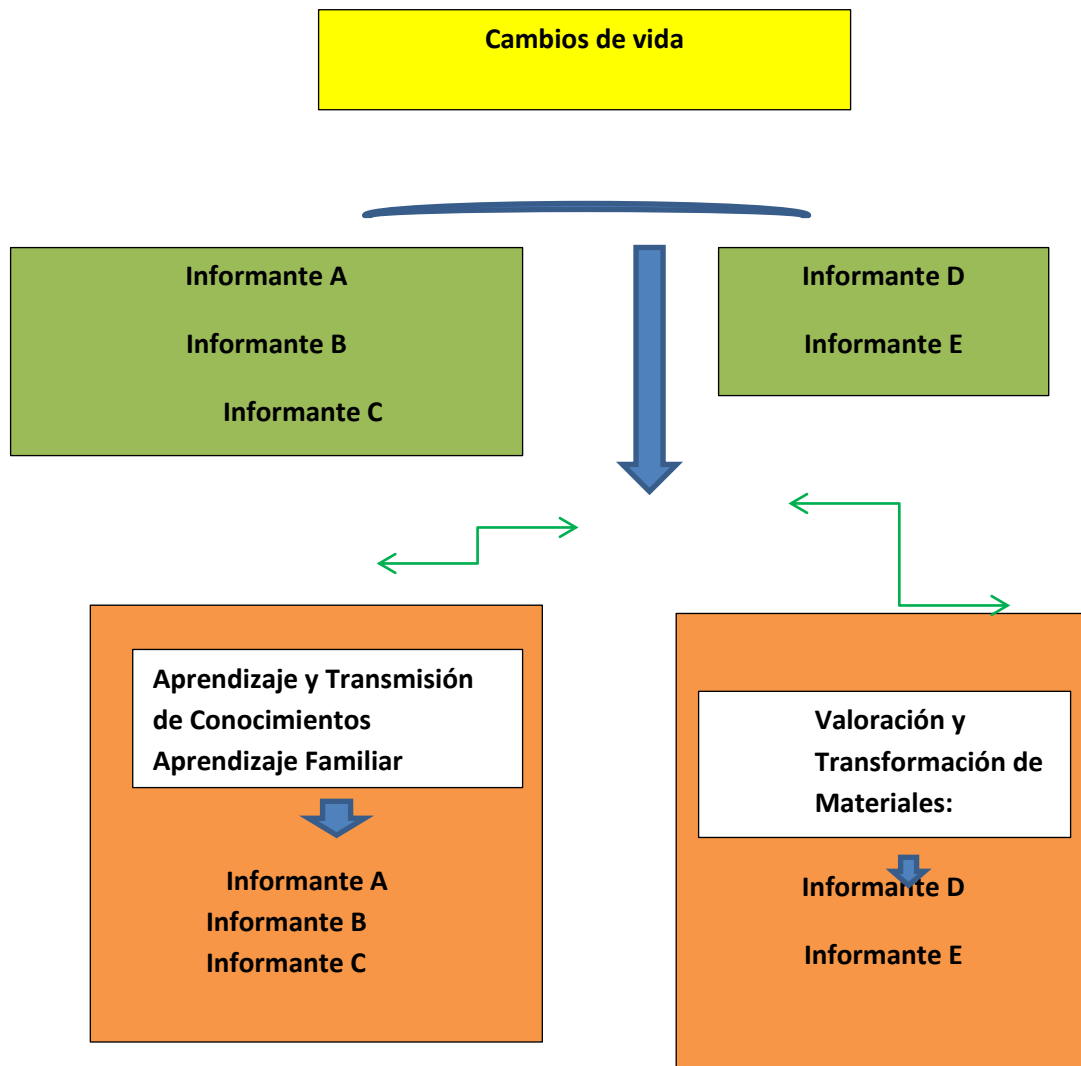 Cambios de vida
Informante A
Informante B
Informante C
Informante D
Informante E
Aprendizaje y Transmisión
de Conocimientos
Aprendizaje Familiar
Informante A
Informante B
Informante C
Valoración y
Transformación de
Materiales:
Informante D
Informante E